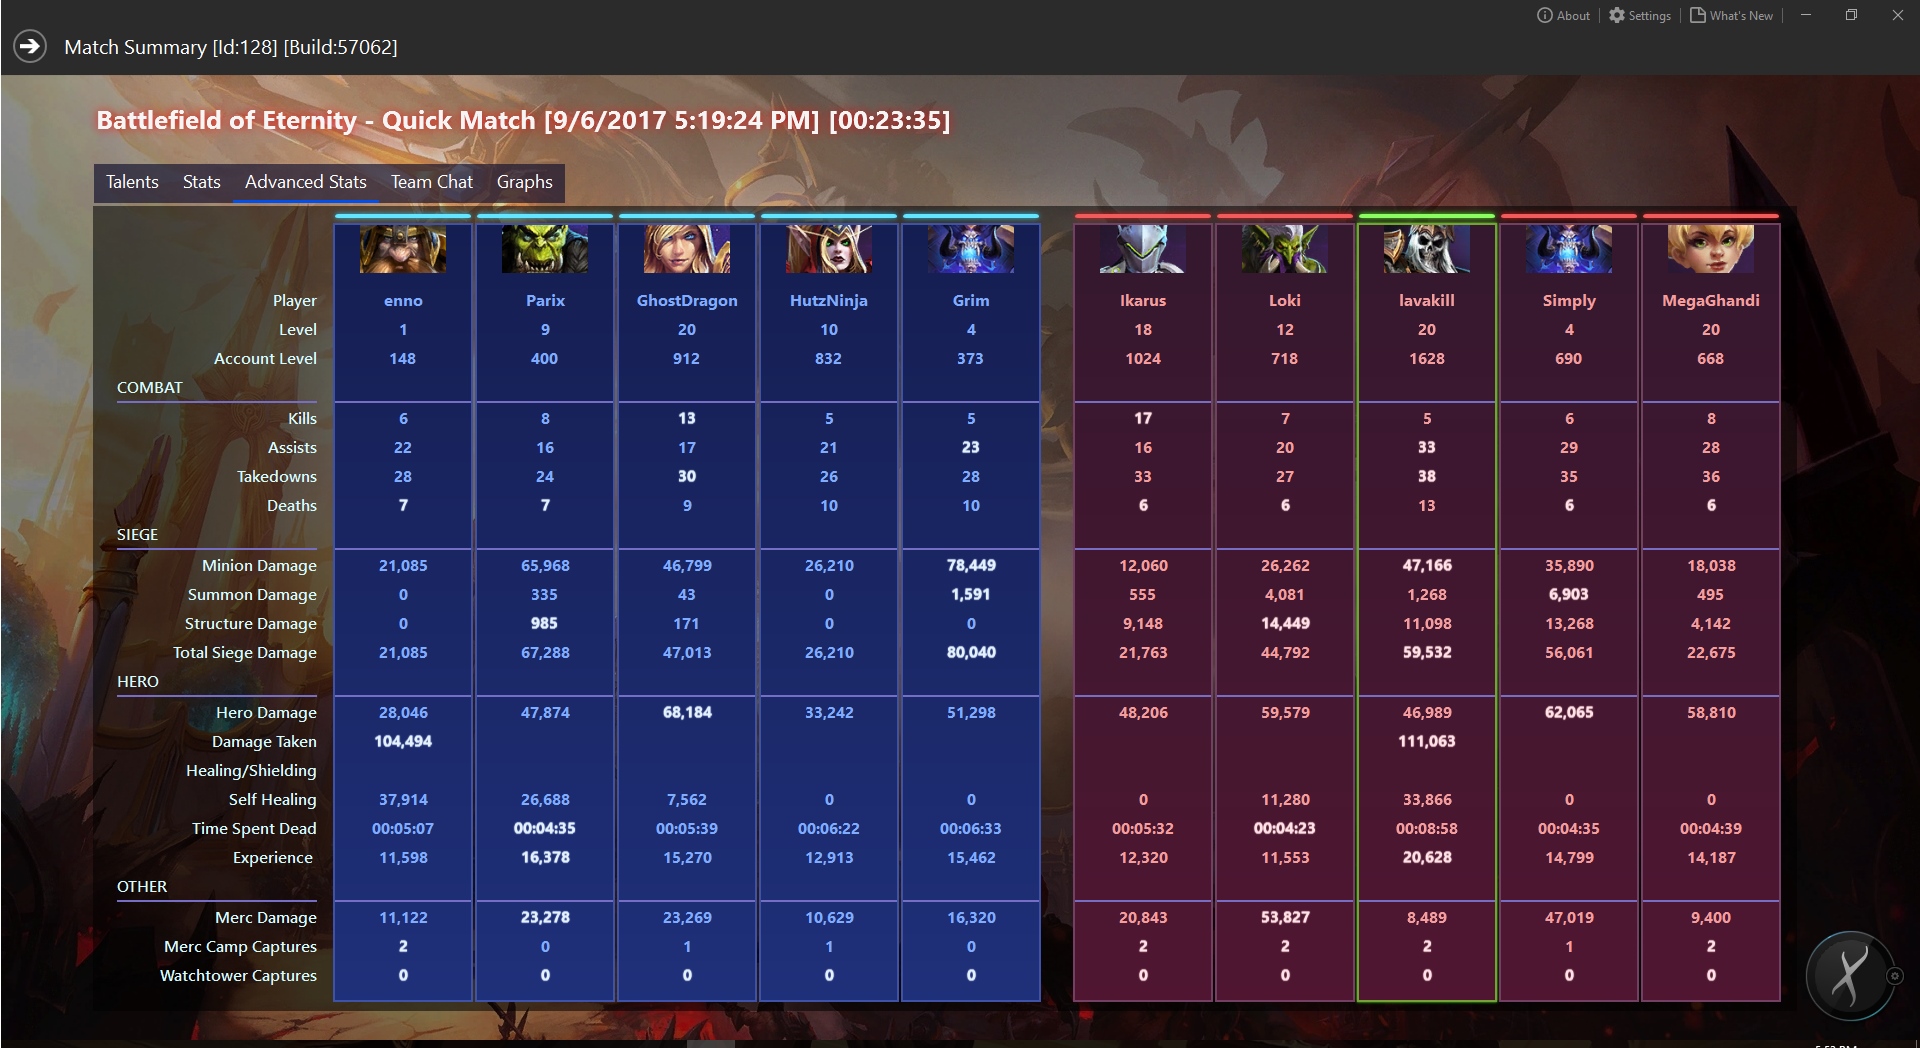 About Settings What's New
Match Summary [Id:128] [Build:57062]
Battlefield of Eternity - Quick Match [9/6/2017 5:19:24 PM] [00:23:35]
Talents Stats Advanced Stats Team Chat Graphs
Player enno Parix GhostDragon HutzNinja Grim Ikarus Loki lavakill Simply MegaGhandi
Level 1 9 20 10 4 18 12 20 4 20
Account Level 148 400 912 832 373 1024 718 1628 690 668
COMBAT
Kills 6 8 13 5 5 17 7 5 6 8
Assists 22 16 17 21 23 16 20 33 29 28
Takedowns 28 24 30 26 28 33 27 38 35 36
Deaths 7 7 9 10 10 6 6 13 6 6
SIEGE
Minion Damage 21,085 65,968 46,799 26,210 78,449 12,060 26,262 47,166 35,890 18,038
Summon Damage 0 335 43 0 1,591 555 4,081 1,268 6,903 495
Structure Damage 0 985 171 0 0 9,148 14,449 11,098 13,268 4,142
Total Siege Damage 21,085 67,288 47,013 26,210 80,040 21,763 44,792 59,532 56,061 22,675
HERO
Hero Damage 28,046 47,874 68,184 33,242 51,298 48,206 59,579 46,989 62,065 58,810
Damage Taken 104,494 111,063
Healing/Shielding
Self Healing 37,914 26,688 7,562 0 0 0 11,280 33,866 0 0
Time Spent Dead 00:05:07 00:04:35 00:05:39 00:06:22 00:06:33 00:05:32 00:04:23 00:08:58 00:04:35 00:04:39
Experience 11,598 16,378 15,270 12,913 15,462 12,320 11,553 20,628 14,799 14,187
OTHER
Merc Damage 11,122 23,278 23,269 10,629 16,320 20,843 53,827 8,489 47,019 9,400
Merc Camp Captures 2 0 1 1 0 2 2 2 1 2
Watchtower Captures 0 0 0 0 0 0 0 0 0 0